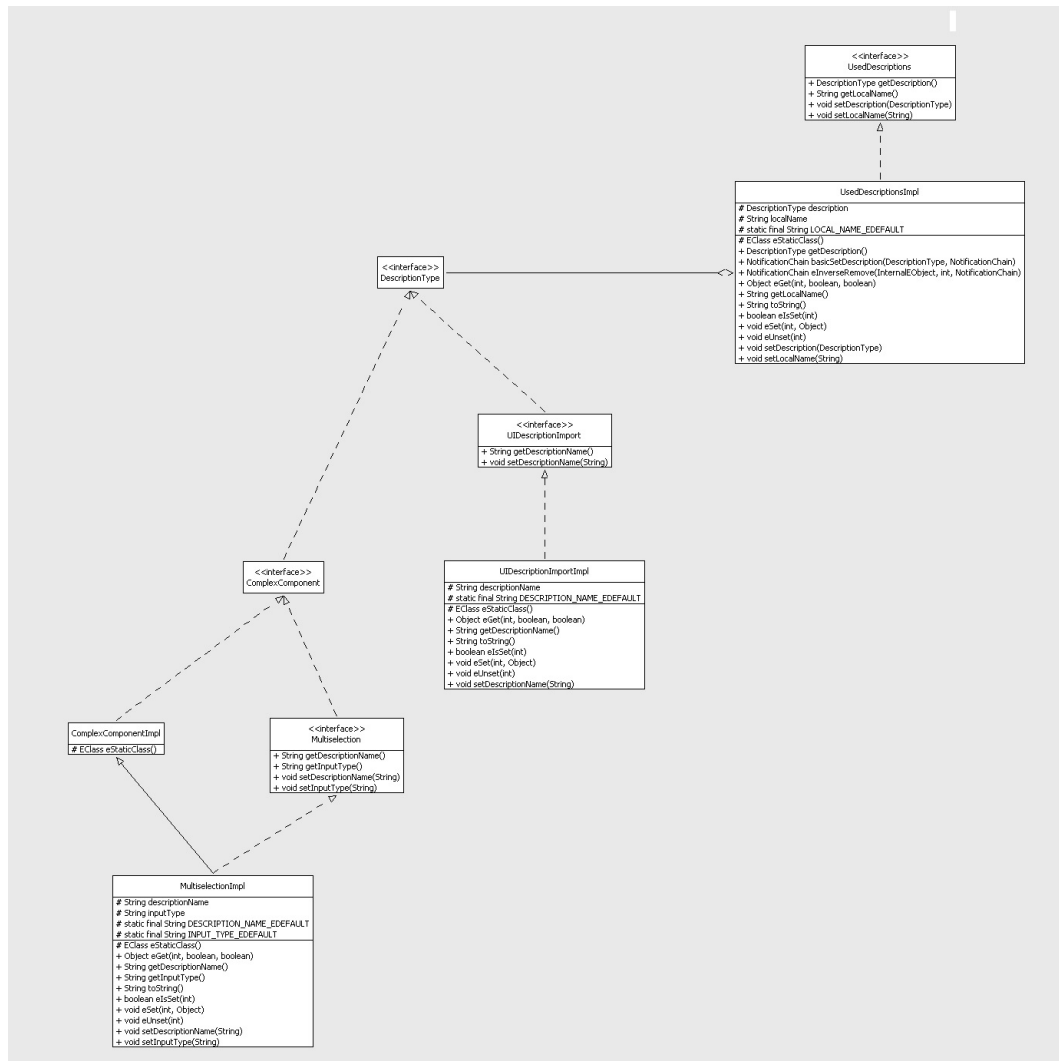 <<interface>>
UsedDescriptions
+ DescriptionType getDescription()
+ String getLocalName()
+ void setDescription(DescriptionType)
+ void setLocalName(String)
UsedDescriptionsImpl
# DescriptionType description
# String localName
# static final String LOCAL_NAME_EDEFAULT
# EClass eStaticClass()
+ DescriptionType getDescription()
+ NotificationChain basicSetDescription(DescriptionType, NotificationChain)
+ NotificationChain eInverseRemove(InternalEObject, int, NotificationChain)
+ Object eGet(int, boolean, boolean)
+ String getLocalName()
+ String toString()
+ boolean eIsSet(int)
+ void eSet(int, Object)
+ void eUnset(int)
+ void setDescription(DescriptionType)
+ void setLocalName(String)
<<interface>>
DescriptionType
<<interface>>
UIDescriptionImport
+ String getDescriptionName()
+ void setDescriptionName(String)
<<interface>>
ComplexComponent
UIDescriptionImportImpl
# String descriptionName
# static final String DESCRIPTION_NAME_EDEFAULT
# EClass eStaticClass()
+ Object eGet(int, boolean, boolean)
+ String getDescriptionName()
+ String toString()
+ boolean eIsSet(int)
+ void eSet(int, Object)
+ void eUnset(int)
+ void setDescriptionName(String)
ComplexComponentImpl
# EClass eStaticClass()
<<interface>>
Multiselection
+ String getDescriptionName()
+ String getInputType()
+ void setDescriptionName(String)
+ void setInputType(String)
MultiselectionImpl
# String descriptionName
# String inputType
# static final String DESCRIPTION_NAME_EDEFAULT
# static final String INPUT_TYPE_EDEFAULT
# EClass eStaticClass()
+ Object eGet(int, boolean, boolean)
+ String getDescriptionName()
+ String getInputType()
+ String toString()
+ boolean eIsSet(int)
+ void eSet(int, Object)
+ void eUnset(int)
+ void setDescriptionName(String)
+ void setInputType(String)